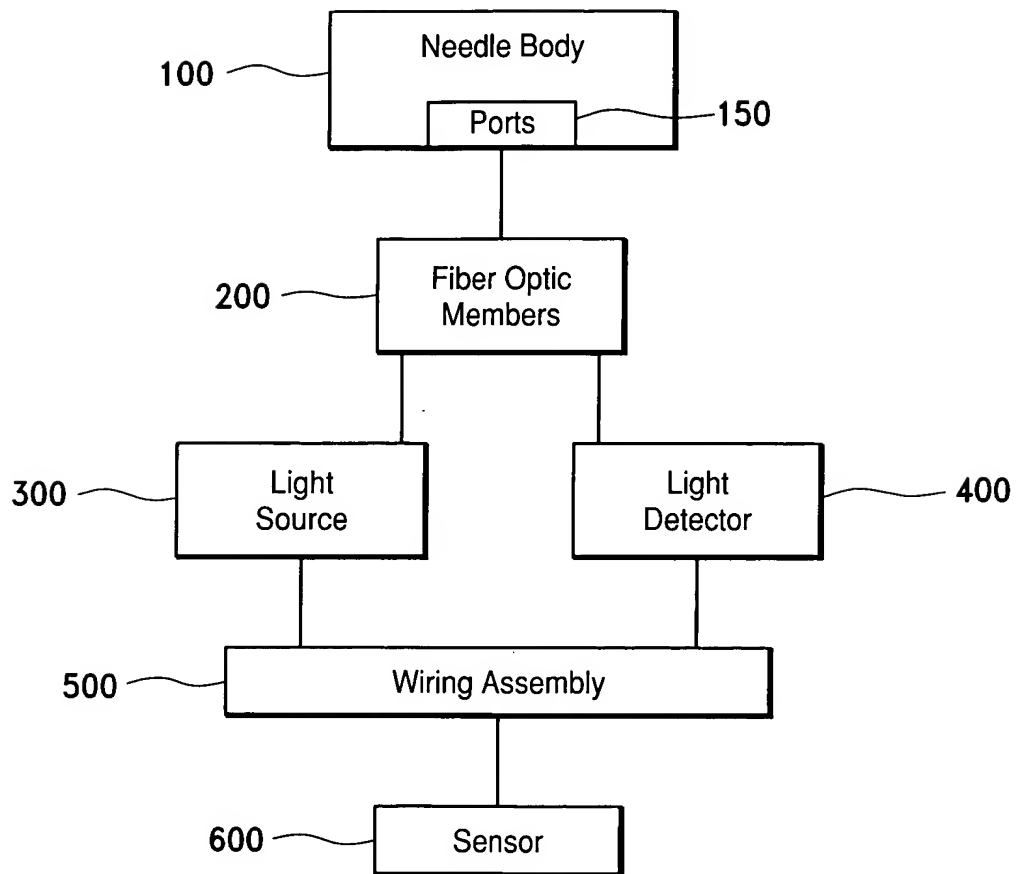 Needle Body
100
Ports
150
Fiber Optic
Members
200
Light
Source
300
Light
Detector
400
Wiring Assembly
500
Sensor
600